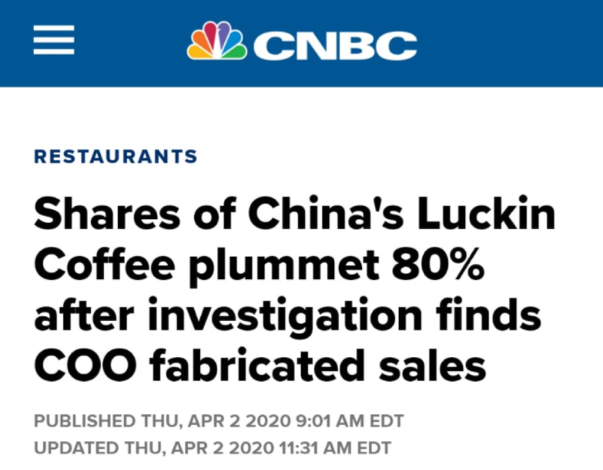 CNBC
RESTAURANTS
Shares of China's Luckin
Coffee plummet 80%
after investigation finds
COO fabricated sales
PUBLISHED THU, APR 2 2020 9:01 AM EDT
UPDATED THU, APR 2 2020 11:31 AM EDT